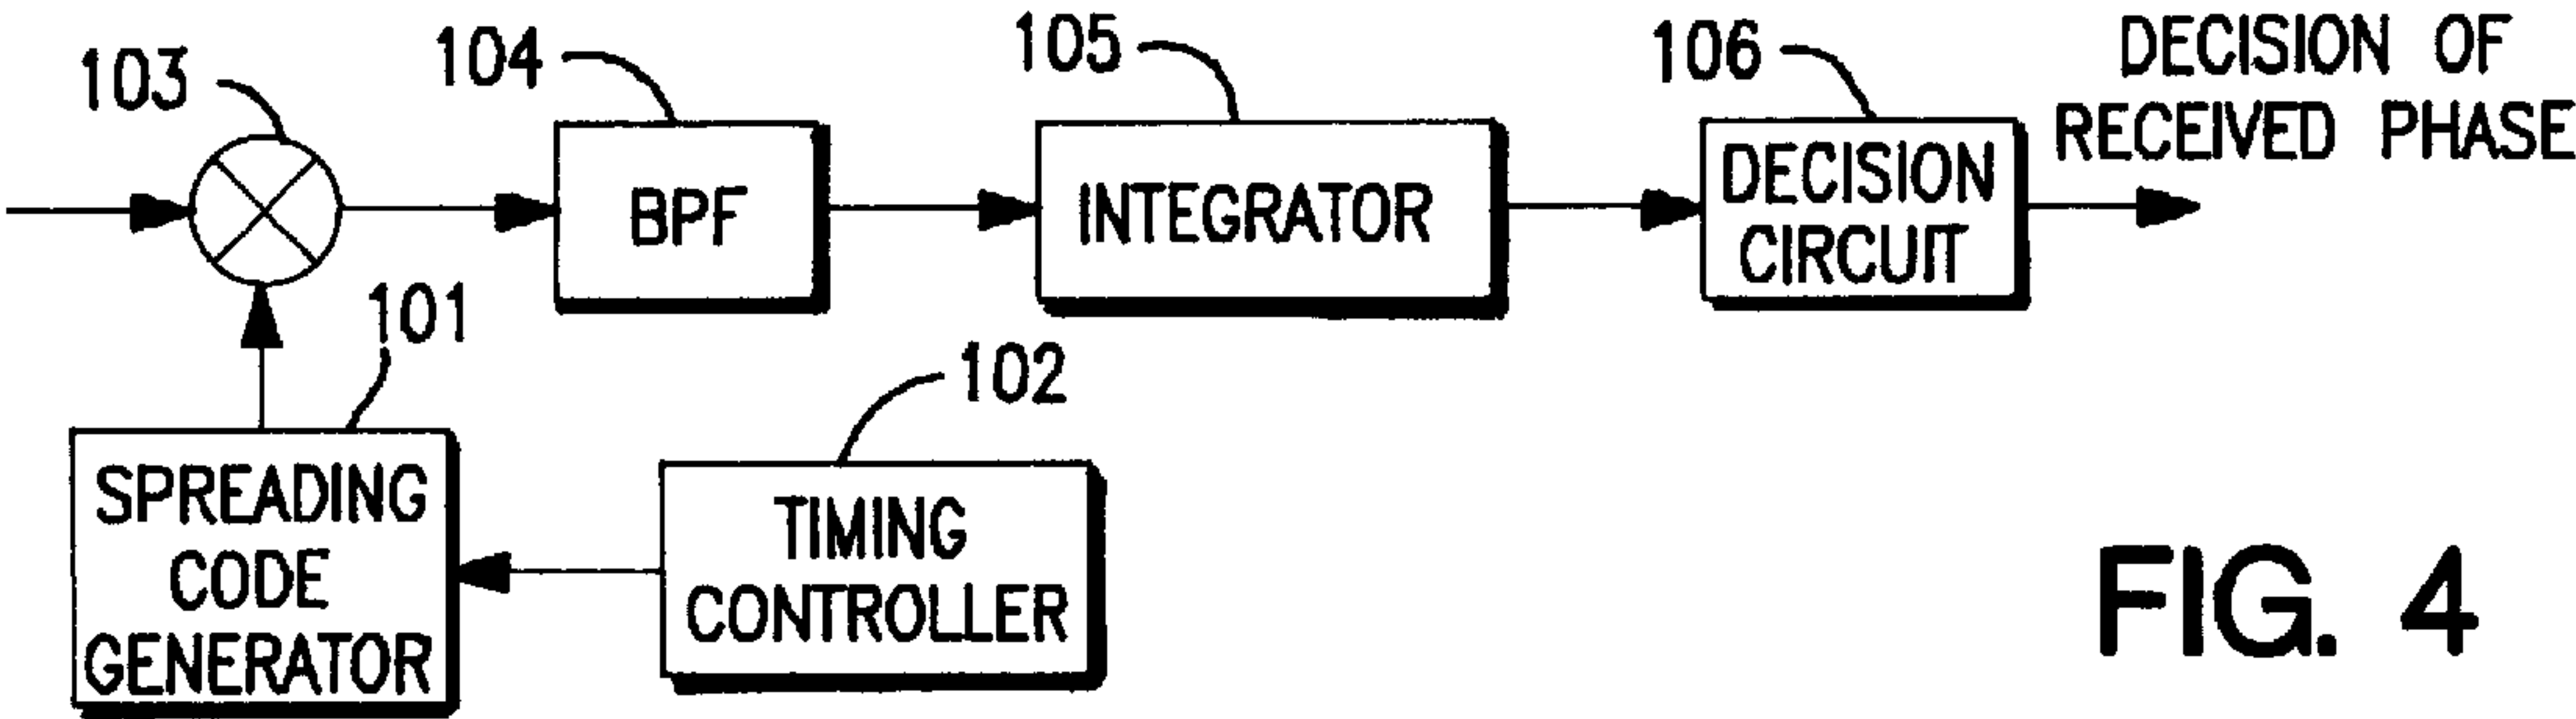 103
104
105
106
DECISION OF
RECEIVED PHASE
BPF
INTEGRATOR
DECISION
CIRCUIT
101
102
SPREADING
CODE
GENERATOR
TIMING
CONTROLLER
FIG. 4